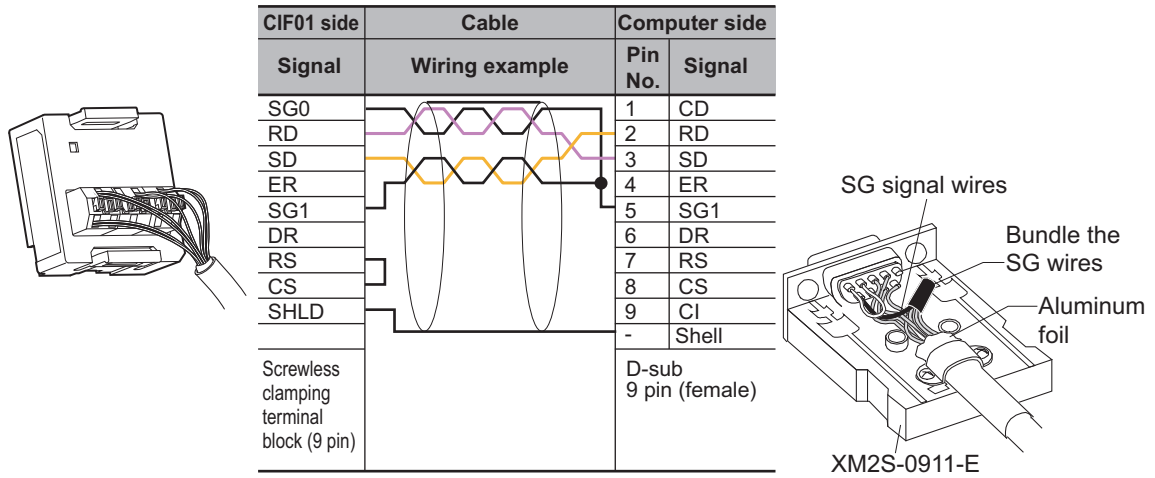 CIF01 side Cable Computer side
Signal Wiring example Pin No. Signal
SG0 1 CD
RD 2 RD
SD 3 SD
ER 4 ER
SG1 5 SG1
DR 6 DR
RS 7 RS
CS 8 CS
SHLD 9 CI
- Shell
Screwless
clamping
terminal
block (9 pin)
D-sub
9 pin (female)
SG signal wires
Bundle the
SG wires
Aluminum
foil
XM2S-0911-E